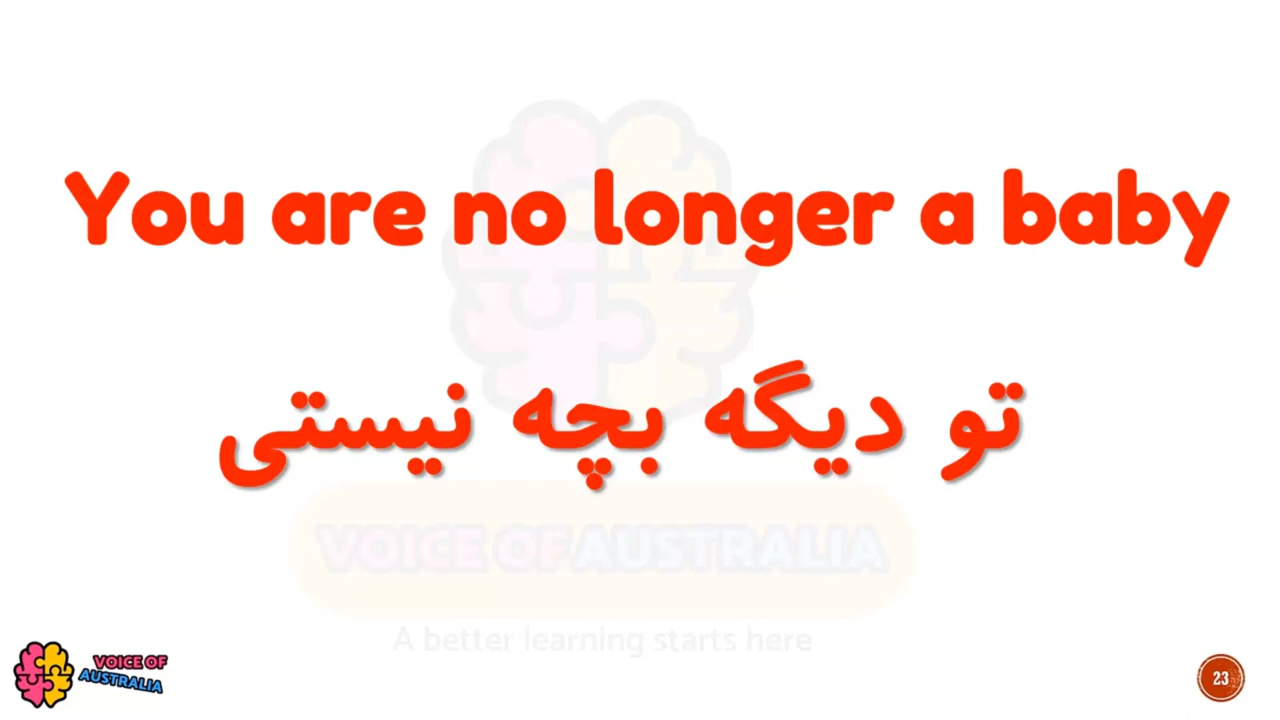 You are no longer a baby
تو دیگه بچه نیستی
VOICE OF AUSTRALIA
A better learning starts here
VOICE OF
AUSTRALIA
23